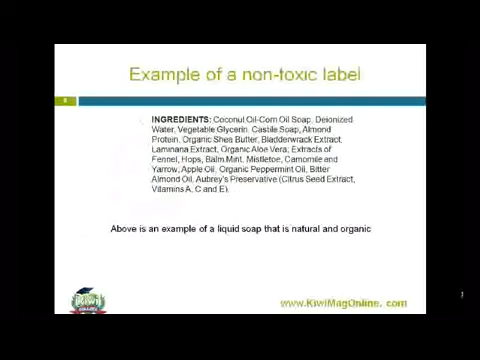 Example of a non-toxic label
8
INGREDIENTS: Coconut Oil-Corn Oil Soap, Deionized
Water, Vegetable Glycerin, Castile Soap, Almond
Protein, Organic Shea Butter, Bladderwrack Extract,
Laminaria Extract, Organic Aloe Vera; Extracts of
Fennel, Hops, Balm Mint, Mistletoe, Camomile and
Yarrow; Apple Oil, Organic Peppermint Oil, Bitter
Almond Oil, Aubrey's Preservative (Citrus Seed Extract,
Vitamins A, C and E).
Above is an example of a liquid soap that is natural and organic
Kiwi
COLLEGE
www.KiwiMagOnline. com